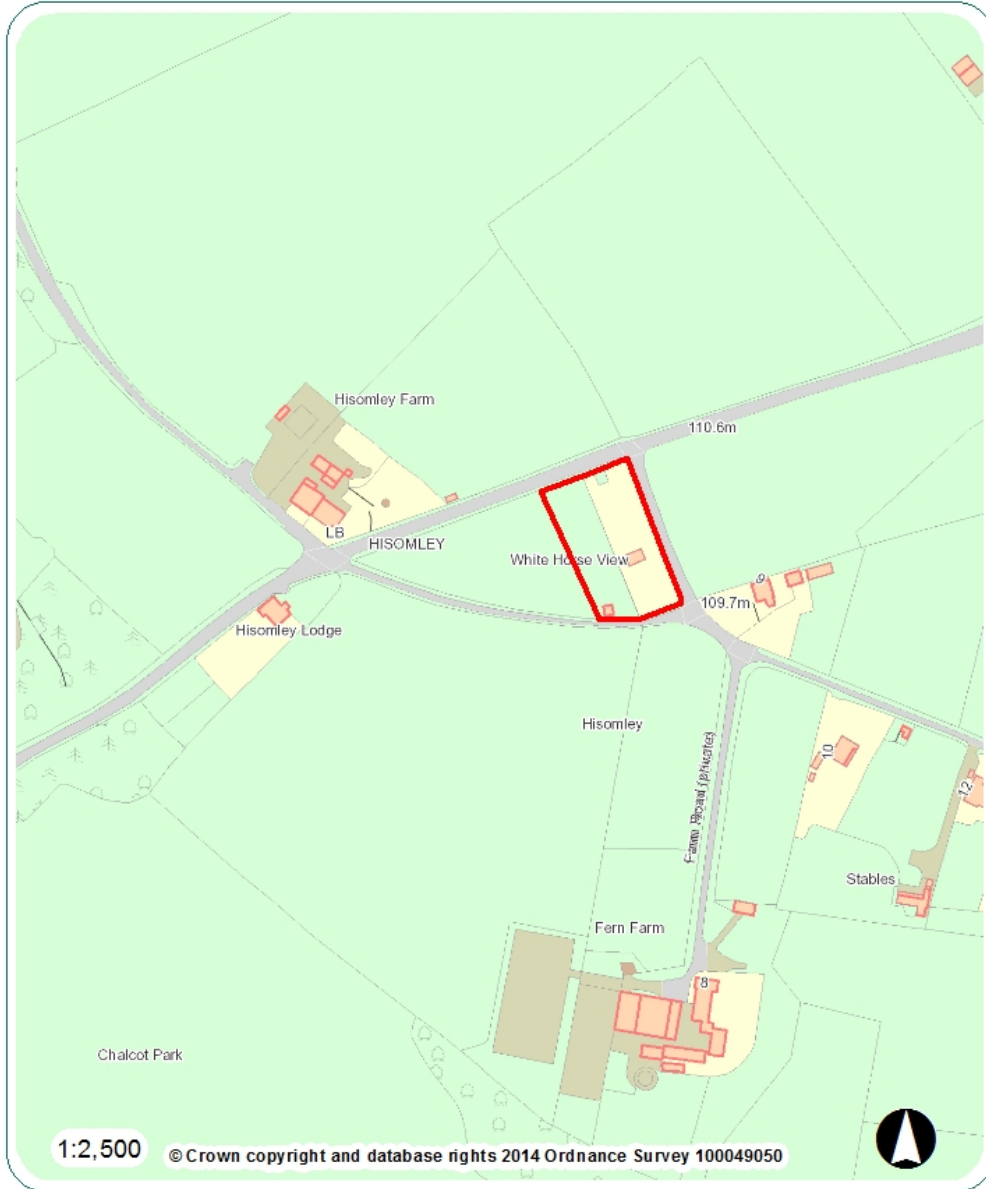 Hisomley Farm
110.6m
LB
HISOMLEY
White Horse View
9
109.7m
Hisomley Lodge
Hisomley
10
12
Stables
Fern Farm
8
Chalcot Park
1:2,500
© Crown copyright and database rights 2014 Ordnance Survey 100049050